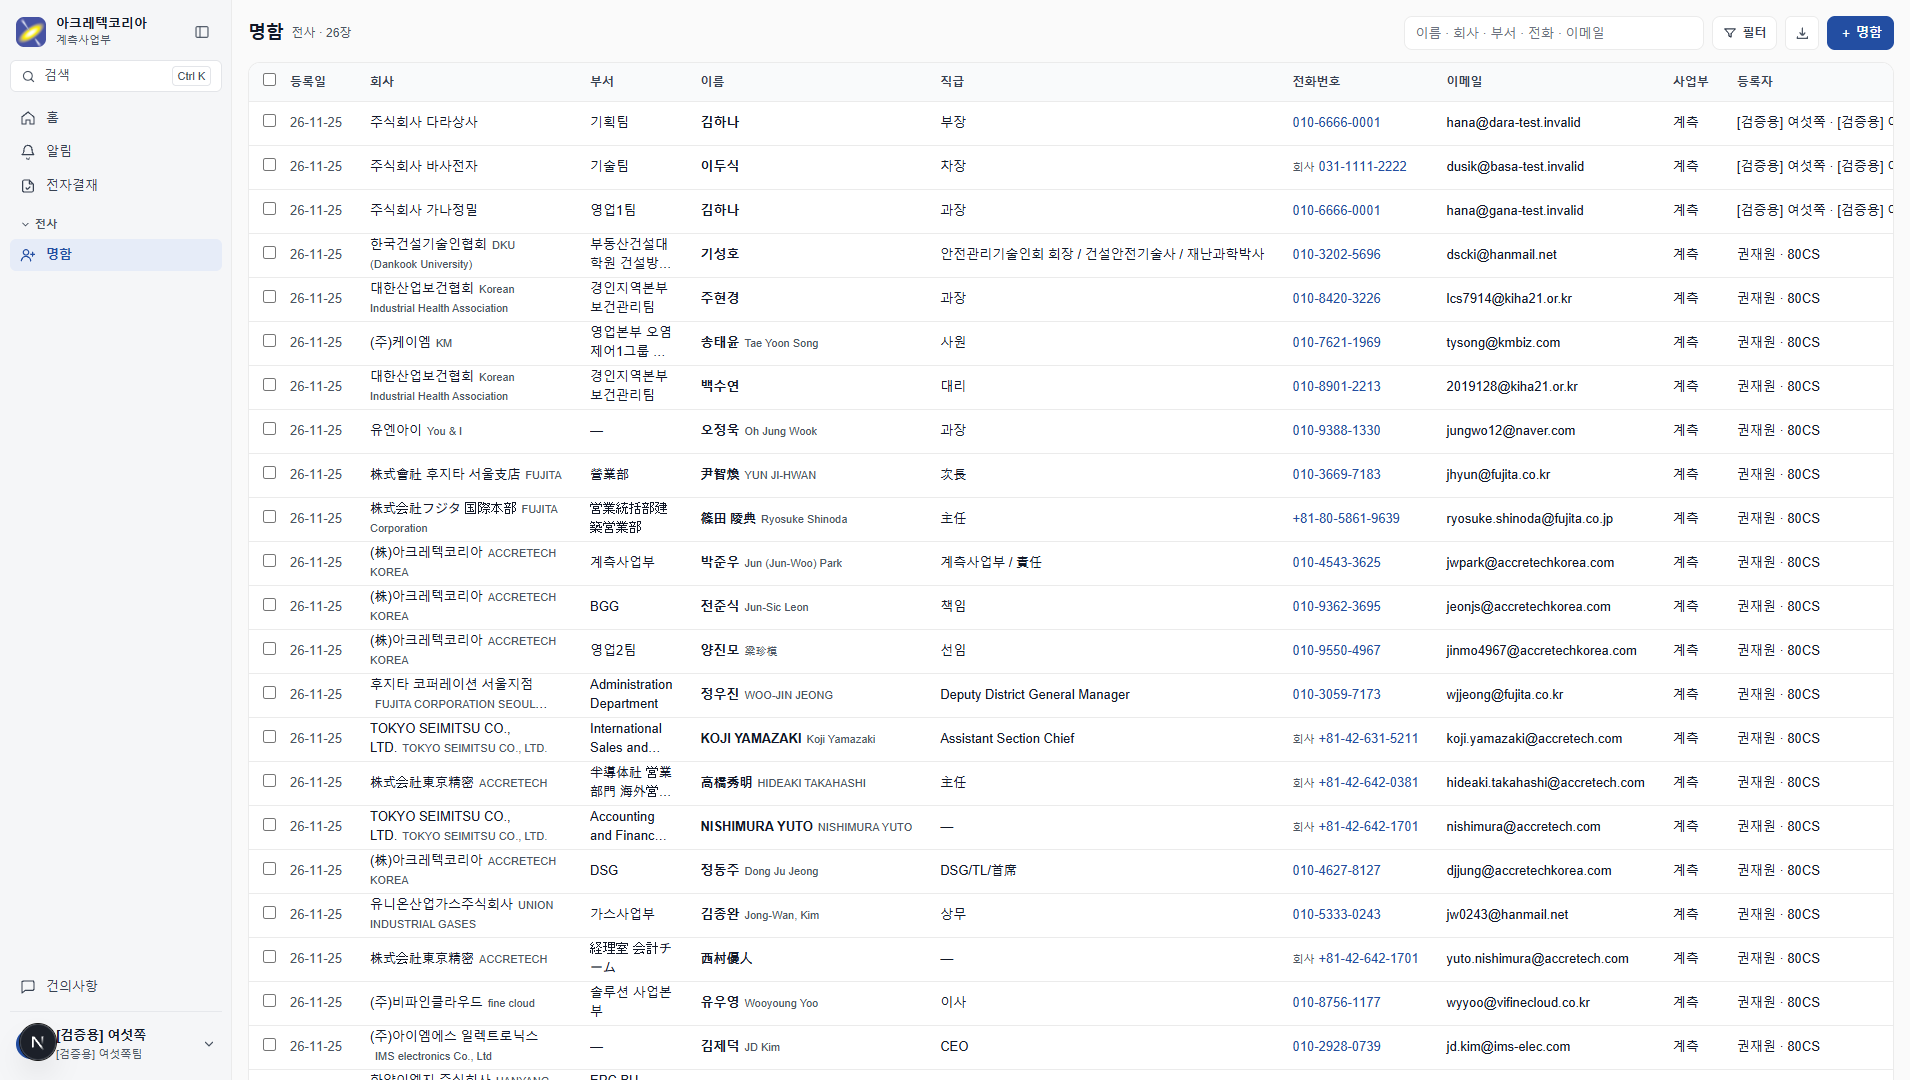 아크레텍코리아
계측사업부
검색 Ctrl K
홈
알림
전자결재
전사
명함
건의사항
N
[검증용] 여섯쪽
[검증용] 여섯쪽팀
명함 전사 · 26장
이름 · 회사 · 부서 · 전화 · 이메일 필터 + 명함
등록일 회사 부서 이름 직급 전화번호 이메일 사업부 등록자
26-11-25 주식회사 다라상사 기획팀 김하나 부장 010-6666-0001 hana@dara-test.invalid 계측 [검증용] 여섯쪽 · [검증용]
26-11-25 주식회사 바사전자 기술팀 이두식 차장 회사 031-1111-2222 dusik@basa-test.invalid 계측 [검증용] 여섯쪽 · [검증용]
26-11-25 주식회사 가나정밀 영업1팀 김하나 과장 010-6666-0001 hana@gana-test.invalid 계측 [검증용] 여섯쪽 · [검증용]
26-11-25 한국건설기술인협회 DKU (Dankook University) 부동산건설대학원 건설방… 기성호 안전관리기술인회 회장 / 건설안전기술사 / 재난과학박사 010-3202-5696 dscki@hanmail.net 계측 권재원 · 80CS
26-11-25 대한산업보건협회 Korean Industrial Health Association 경인지역본부 보건관리팀 주현경 과장 010-8420-3226 lcs7914@kiha21.or.kr 계측 권재원 · 80CS
26-11-25 (주)케이엠 KM 영업본부 오염제어1그룹 … 송태윤 Tae Yoon Song 사원 010-7621-1969 tysong@kmbiz.com 계측 권재원 · 80CS
26-11-25 대한산업보건협회 Korean Industrial Health Association 경인지역본부 보건관리팀 백수연 대리 010-8901-2213 2019128@kiha21.or.kr 계측 권재원 · 80CS
26-11-25 유엔아이 You & I — 오정욱 Oh Jung Wook 과장 010-9388-1330 jungwo12@naver.com 계측 권재원 · 80CS
26-11-25 株式會社 후지타 서울支店 FUJITA 營業部 尹智煥 YUN JI-HWAN 次長 010-3669-7183 jhyun@fujita.co.kr 계측 권재원 · 80CS
26-11-25 株式会社フジタ 国際本部 FUJITA Corporation 営業統括部建築営業部 篠田 陵典 Ryosuke Shinoda 主任 +81-80-5861-9639 ryosuke.shinoda@fujita.co.jp 계측 권재원 · 80CS
26-11-25 (株)아크레텍코리아 ACCRETECH KOREA 계측사업부 박준우 Jun (Jun-Woo) Park 계측사업부 / 責任 010-4543-3625 jwpark@accretechkorea.com 계측 권재원 · 80CS
26-11-25 (株)아크레텍코리아 ACCRETECH KOREA BGG 전준식 Jun-Sic Leon 책임 010-9362-3695 jeonjs@accretechkorea.com 계측 권재원 · 80CS
26-11-25 (株)아크레텍코리아 ACCRETECH KOREA 영업2팀 양진모 梁珍模 선임 010-9550-4967 jinmo4967@accretechkorea.com 계측 권재원 · 80CS
26-11-25 후지타 코퍼레이션 서울지점 FUJITA CORPORATION SEOUL… Administration Department 정우진 WOO-JIN JEONG Deputy District General Manager 010-3059-7173 wjjeong@fujita.co.kr 계측 권재원 · 80CS
26-11-25 TOKYO SEIMITSU CO., LTD. TOKYO SEIMITSU CO., LTD. International Sales and… KOJI YAMAZAKI Koji Yamazaki Assistant Section Chief 회사 +81-42-631-5211 koji.yamazaki@accretech.com 계측 권재원 · 80CS
26-11-25 株式会社東京精密 ACCRETECH 半導体社 営業部門 海外営… 高橋秀明 HIDEAKI TAKAHASHI 主任 회사 +81-42-642-0381 hideaki.takahashi@accretech.com 계측 권재원 · 80CS
26-11-25 TOKYO SEIMITSU CO., LTD. TOKYO SEIMITSU CO., LTD. Accounting and Financ… NISHIMURA YUTO NISHIMURA YUTO — 회사 +81-42-642-1701 nishimura@accretech.com 계측 권재원 · 80CS
26-11-25 (株)아크레텍코리아 ACCRETECH KOREA DSG 정동주 Dong Ju Jeong DSG/TL/首席 010-4627-8127 djjung@accretechkorea.com 계측 권재원 · 80CS
26-11-25 유니온산업가스주식회사 UNION INDUSTRIAL GASES 가스사업부 김종완 Jong-Wan, Kim 상무 010-5333-0243 jw0243@hanmail.net 계측 권재원 · 80CS
26-11-25 株式会社東京精密 ACCRETECH 経理室 会計チーム 西村優人 — 회사 +81-42-642-1701 yuto.nishimura@accretech.com 계측 권재원 · 80CS
26-11-25 (주)비파인클라우드 fine cloud 솔루션 사업본부 유우영 Wooyoung Yoo 이사 010-8756-1177 wyyoo@vifinecloud.co.kr 계측 권재원 · 80CS
26-11-25 (주)아이엠에스 일렉트로닉스 IMS electronics Co., Ltd — 김제덕 JD Kim CEO 010-2928-0739 jd.kim@ims-elec.com 계측 권재원 · 80CS